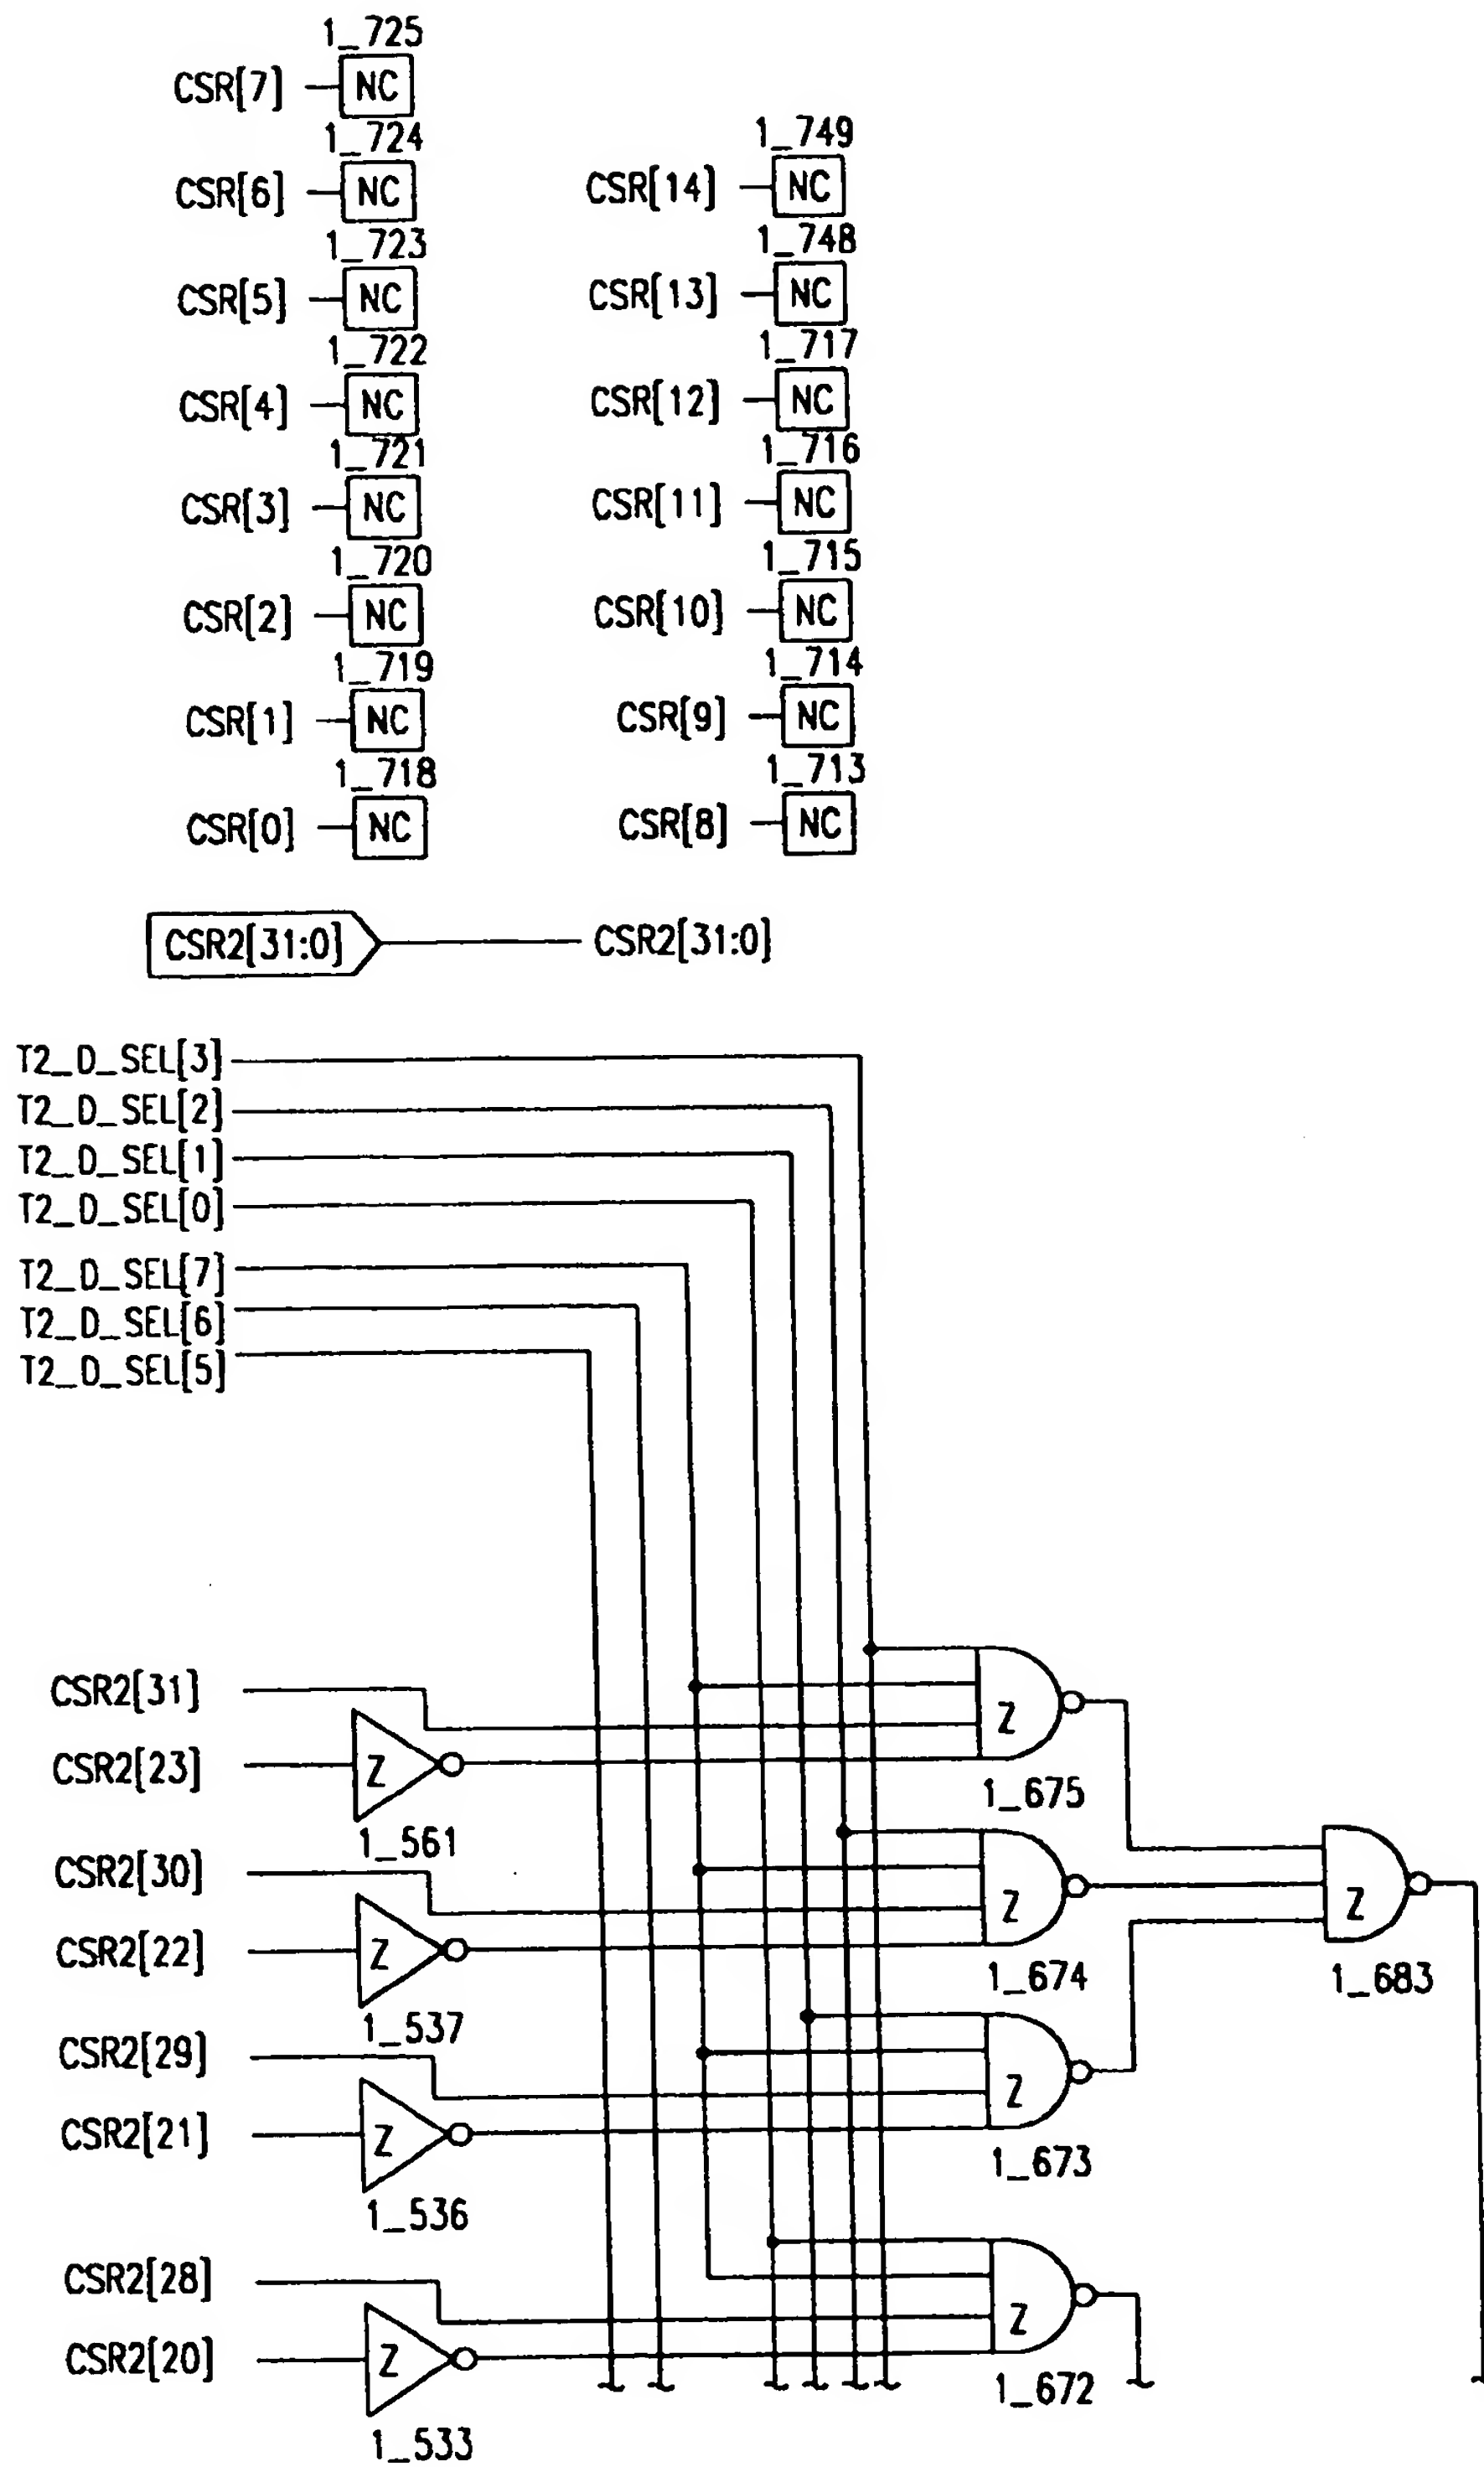 1_725
CSR[7] NC
1_724
1_749
CSR[6] NC
CSR[14] NC
1_723
1_748
CSR[5] NC
CSR[13] NC
1_722
1_717
CSR[4] NC
CSR[12] NC
1_721
1_716
CSR[3] NC
CSR[11] NC
1_720
1_715
CSR[2] NC
CSR[10] NC
1_719
1_714
CSR[1] NC
CSR[9] NC
1_718
1_713
CSR[0] NC
CSR[8] NC
CSR2[31:0] CSR2[31:0]
T2_D_SEL[3]
T2_D_SEL[2]
T2_D_SEL[1]
T2_D_SEL[0]
T2_D_SEL[7]
T2_D_SEL[6]
T2_D_SEL[5]
CSR2[31]
Z
CSR2[23] Z
1_675
1_561
CSR2[30]
Z
Z
CSR2[22] Z
1_674
1_683
1_537
CSR2[29]
Z
CSR2[21] Z
1_673
1_536
CSR2[28]
Z
CSR2[20] Z
1_672
1_533